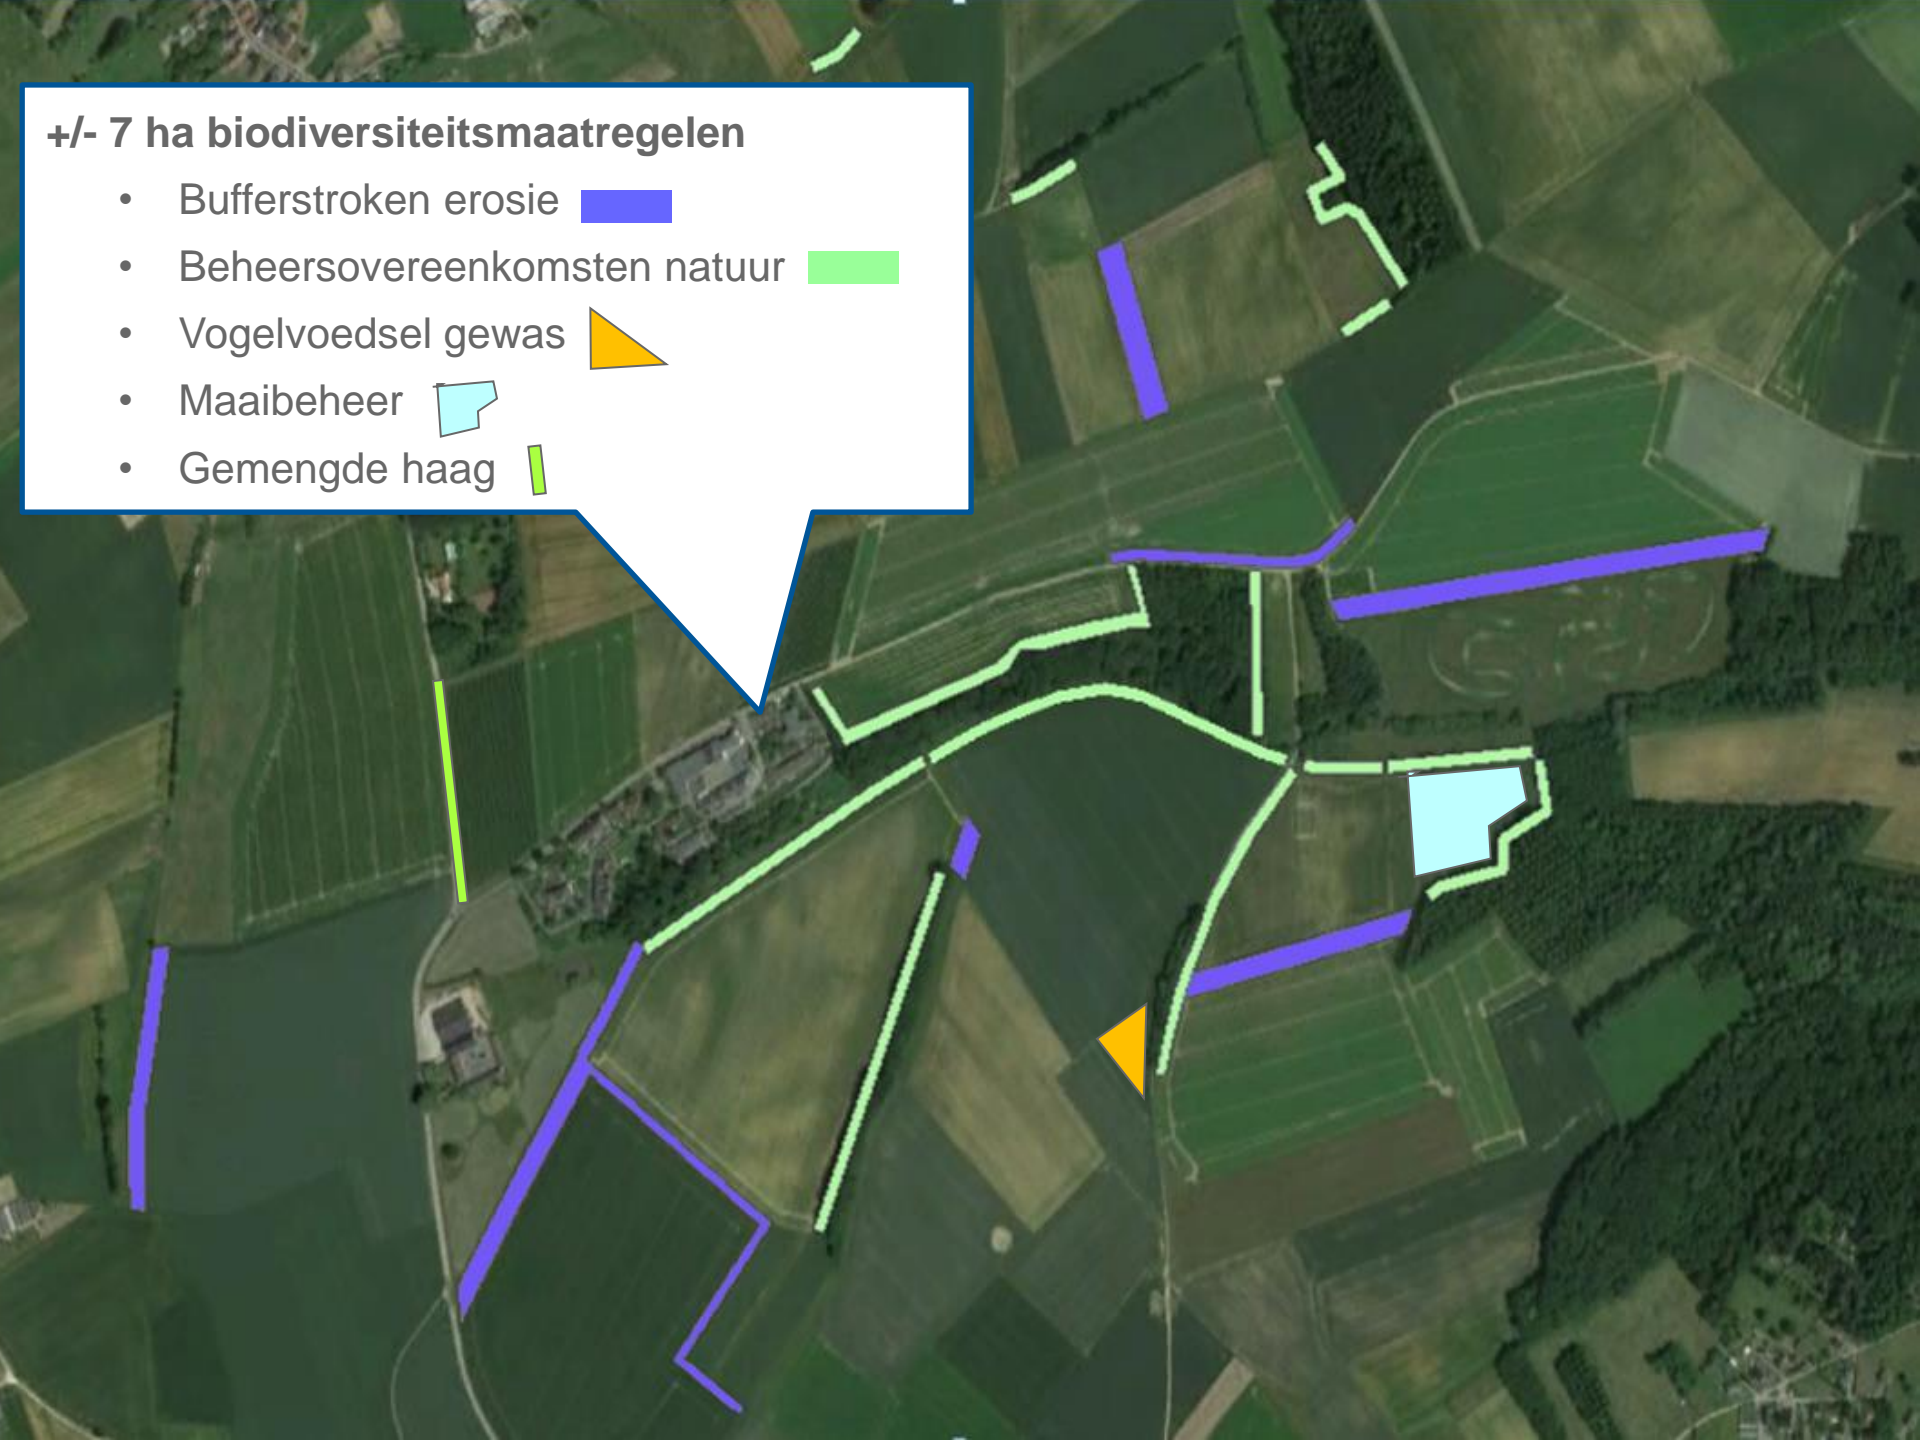 +/- 7 ha biodiversiteitsmaatregelen
• Bufferstroken erosie
• Beheersovereenkomsten natuur
• Vogelvoedsel gewas
• Maaibeheer
• Gemengde haag